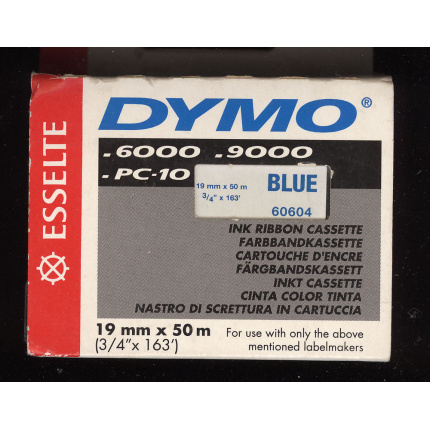 ESSELTE
DYMO®
-6000 -9000
-PC-10
19 mm x 50 m
3/4" x 163'
BLUE
60604
INK RIBBON CASSETTE
FARBBANDKASSETTE
CARTOUCHE D'ENCRE
FÄRGBANDSKASSETT
INKT CASSETTE
CINTA COLOR TINTA
NASTRO DI SCRETTURA IN CARTUCCIA
19 mm x 50 m
(3/4"x 163')
For use with only the above
mentioned labelmakers